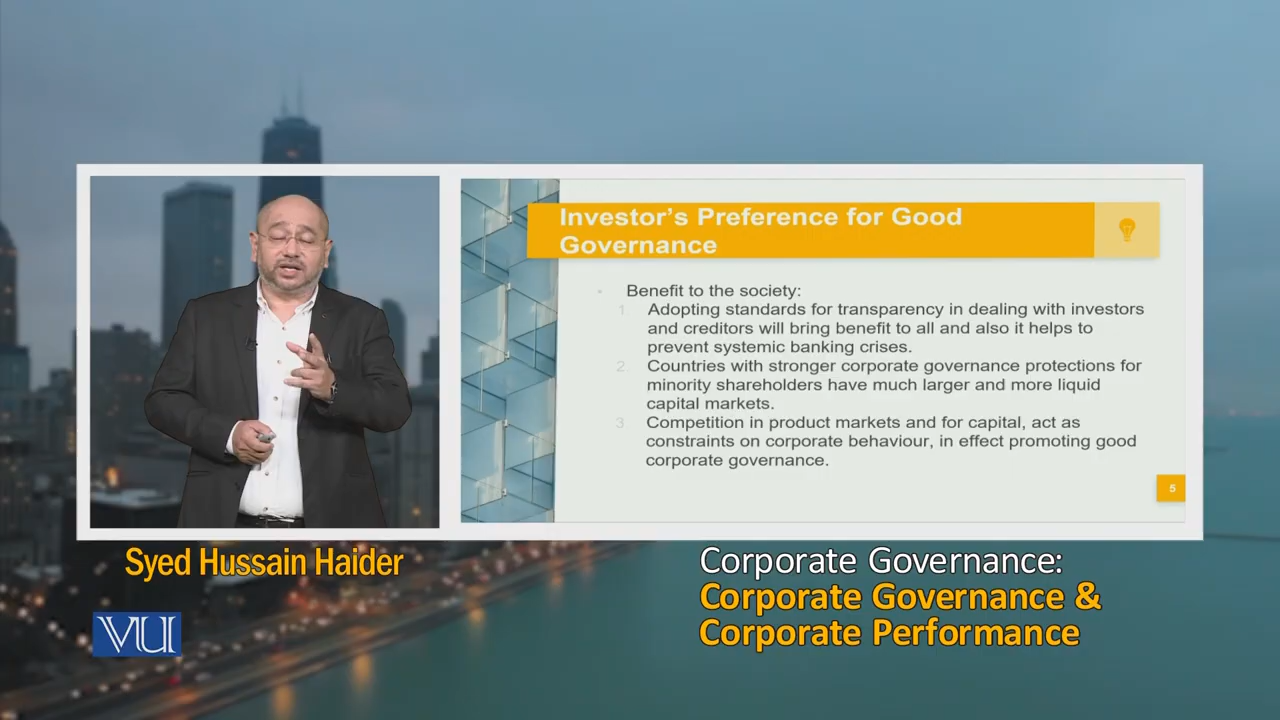 Investor's Preference for Good
Governance
Benefit to the society:
1 Adopting standards for transparency in dealing with investors
and creditors will bring benefit to all and also it helps to
prevent systemic banking crises.
2. Countries with stronger corporate governance protections for
minority shareholders have much larger and more liquid
capital markets.
3 Competition in product markets and for capital, act as
constraints on corporate behaviour, in effect promoting good
corporate governance.
5
Syed Hussain Haider
VU
Corporate Governance:
Corporate Governance &
Corporate Performance